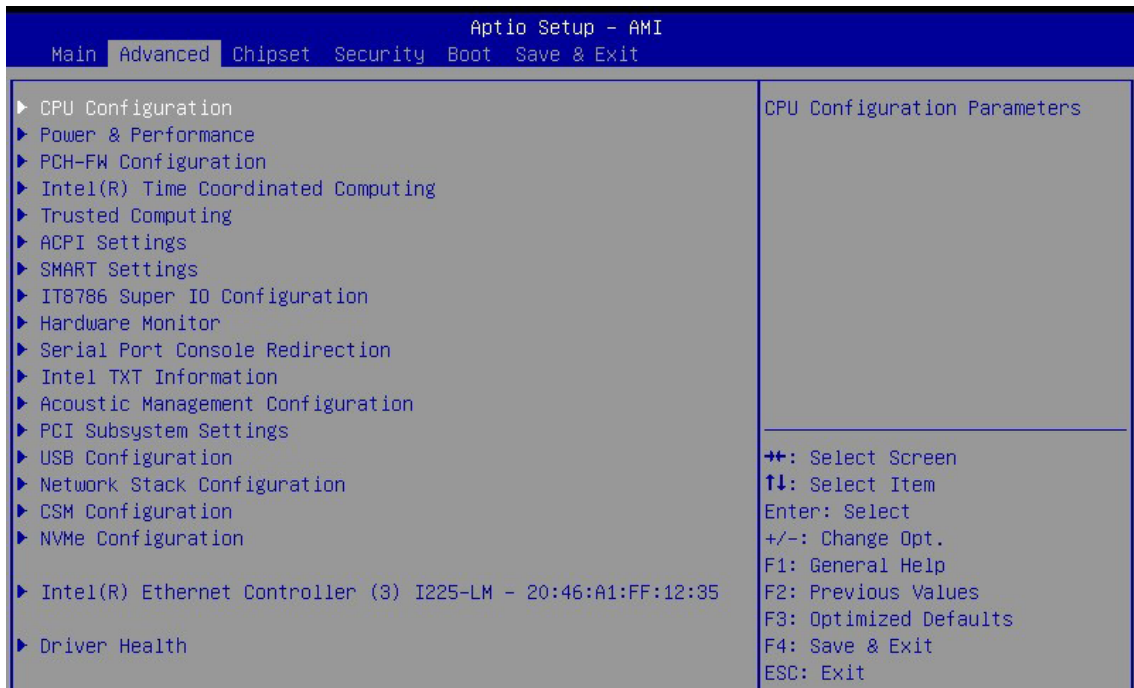 Aptio Setup – AMI
Main Advanced Chipset Security Boot Save & Exit
▶ CPU Configuration
▶ Power & Performance
▶ PCH-FW Configuration
▶ Intel(R) Time Coordinated Computing
▶ Trusted Computing
▶ ACPI Settings
▶ SMART Settings
▶ IT8786 Super IO Configuration
▶ Hardware Monitor
▶ Serial Port Console Redirection
▶ Intel TXT Information
▶ Acoustic Management Configuration
▶ PCI Subsystem Settings
▶ USB Configuration
▶ Network Stack Configuration
▶ CSM Configuration
▶ NVMe Configuration
▶ Intel(R) Ethernet Controller (3) I225-LM – 20:46:A1:FF:12:35
▶ Driver Health
CPU Configuration Parameters
→←: Select Screen
↑↓: Select Item
Enter: Select
+/-: Change Opt.
F1: General Help
F2: Previous Values
F3: Optimized Defaults
F4: Save & Exit
ESC: Exit